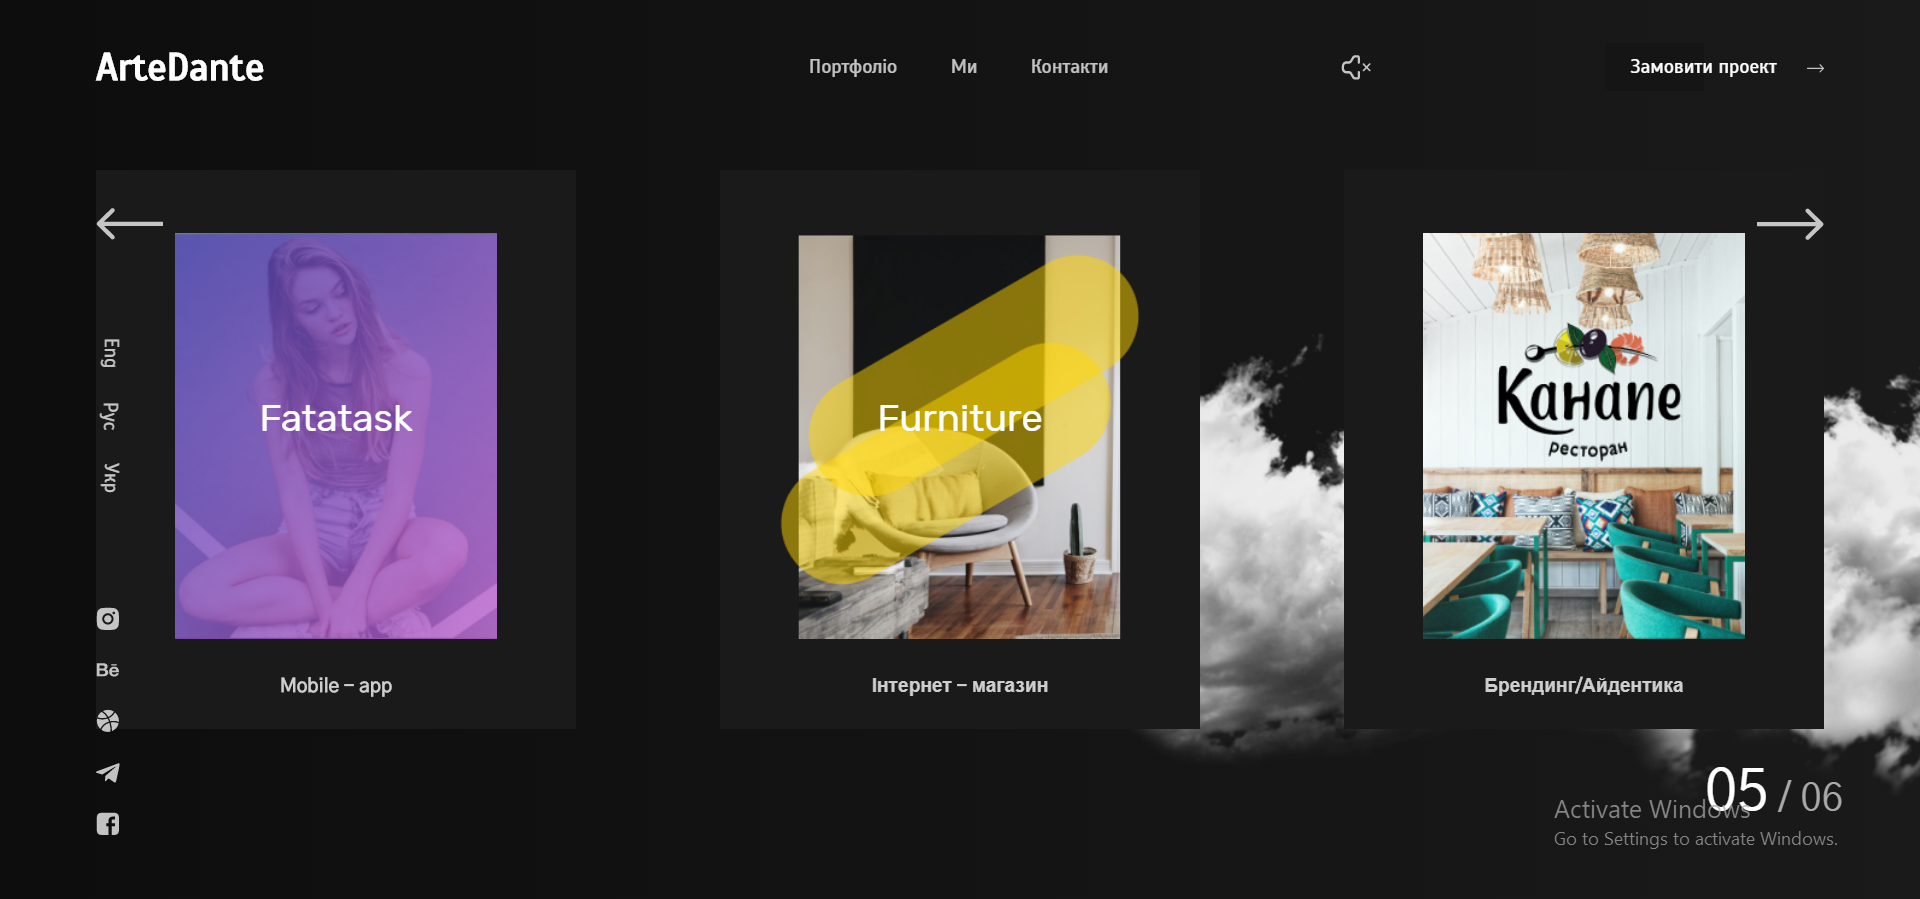 ArteDante
Портфоліо
Ми
Контакти
Замовити проект
Eng
Рус
Укр
Bē
Fatatask
Mobile – app
Furniture
Інтернет – магазин
Канапе
ресторан
Брендинг/Айдентика
05 / 06
Activate Windows
Go to Settings to activate Windows.